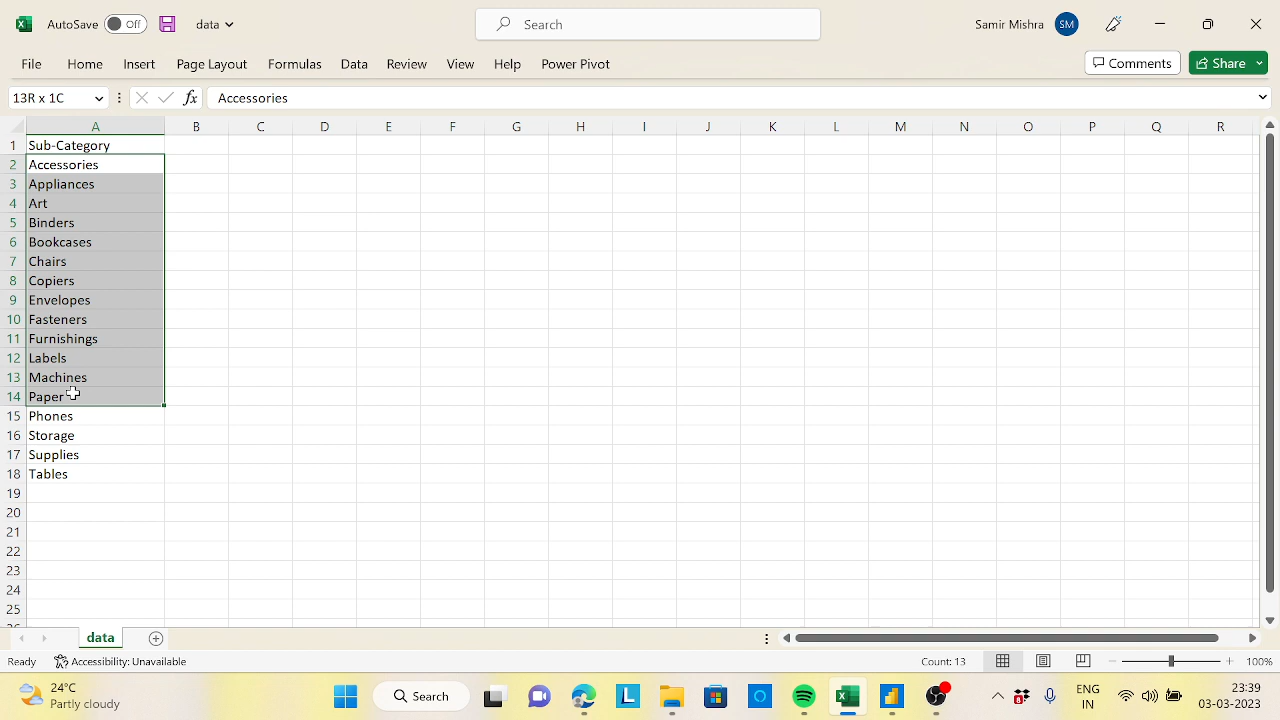 AutoSave Off data Search Samir Mishra SM
File Home Insert Page Layout Formulas Data Review View Help Power Pivot Comments Share
13R x 1C fx Accessories
A B C D E F G H I J K L M N O P Q R
1 Sub-Category
2 Accessories
3 Appliances
4 Art
5 Binders
6 Bookcases
7 Chairs
8 Copiers
9 Envelopes
10 Fasteners
11 Furnishings
12 Labels
13 Machines
14 Paper
15 Phones
16 Storage
17 Supplies
18 Tables
19
20
21
22
23
24
25
data
Ready Accessibility: Unavailable Count: 13 100%
24°C
Search
ENG
IN
23:39
03-03-2023